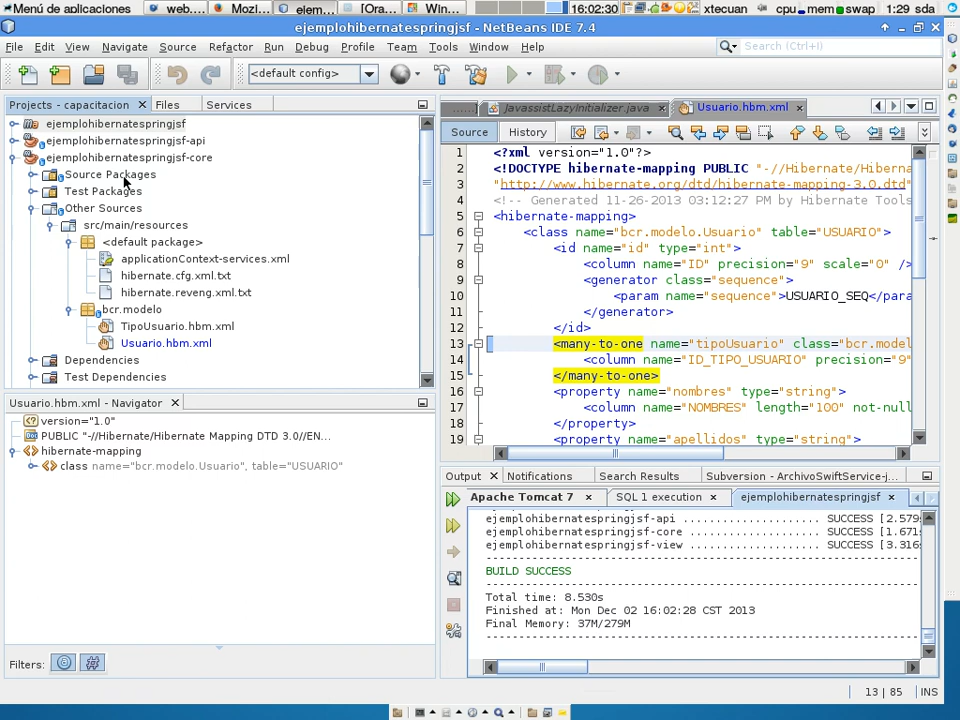 Menú de aplicaciones
web....
Mozi...
ejem...
[Ora...
Win...
16:02:30
xtecuan
cpu
mem
swap
1:29 sda
ejemplohibernatespringjsf - NetBeans IDE 7.4
File Edit View Navigate Source Refactor Run Debug Profile Team Tools Window Help
Search (Ctrl+I)
<default config>
Projects - capacitacion
Files
Services
ejemplohibernatespringjsf
ejemplohibernatespringjsf-api
ejemplohibernatespringjsf-core
Source Packages
Test Packages
Other Sources
src/main/resources
<default package>
applicationContext-services.xml
hibernate.cfg.xml.txt
hibernate.reveng.xml.txt
bcr.modelo
TipoUsuario.hbm.xml
Usuario.hbm.xml
Dependencies
Test Dependencies
Usuario.hbm.xml - Navigator
version="1.0"
PUBLIC "-//Hibernate/Hibernate Mapping DTD 3.0//EN...
hibernate-mapping
class name="bcr.modelo.Usuario", table="USUARIO"
Filters:
......
JavassistLazyInitializer.java
Usuario.hbm.xml
Source
History
1 <?xml version="1.0"?>
2 <!DOCTYPE hibernate-mapping PUBLIC "-//Hibernate/Hiberna
3 "http://www.hibernate.org/dtd/hibernate-mapping-3.0.dtd"
4 <!-- Generated 11-26-2013 03:12:27 PM by Hibernate Tools
5 <hibernate-mapping>
6 <class name="bcr.modelo.Usuario" table="USUARIO">
7 <id name="id" type="int">
8 <column name="ID" precision="9" scale="0" />
9 <generator class="sequence">
10 <param name="sequence">USUARIO_SEQ</para
11 </generator>
12 </id>
13 <many-to-one name="tipoUsuario" class="bcr.model
14 <column name="ID_TIPO_USUARIO" precision="9"
15 </many-to-one>
16 <property name="nombres" type="string">
17 <column name="NOMBRES" length="100" not-null
18 </property>
19 <property name="apellidos" type="string">
Output
Notifications
Search Results
Subversion - ArchivoSwiftService-j...
Apache Tomcat 7
SQL 1 execution
ejemplohibernatespringjsf
ejemplohibernatespringjsf-api ..................... SUCCESS [2.579s
ejemplohibernatespringjsf-core .................... SUCCESS [1.671s
ejemplohibernatespringjsf-view .................... SUCCESS [3.316s
------------------------------------------------------------------------
BUILD SUCCESS
------------------------------------------------------------------------
Total time: 8.530s
Finished at: Mon Dec 02 16:02:28 CST 2013
Final Memory: 37M/279M
------------------------------------------------------------------------
13 | 85
INS